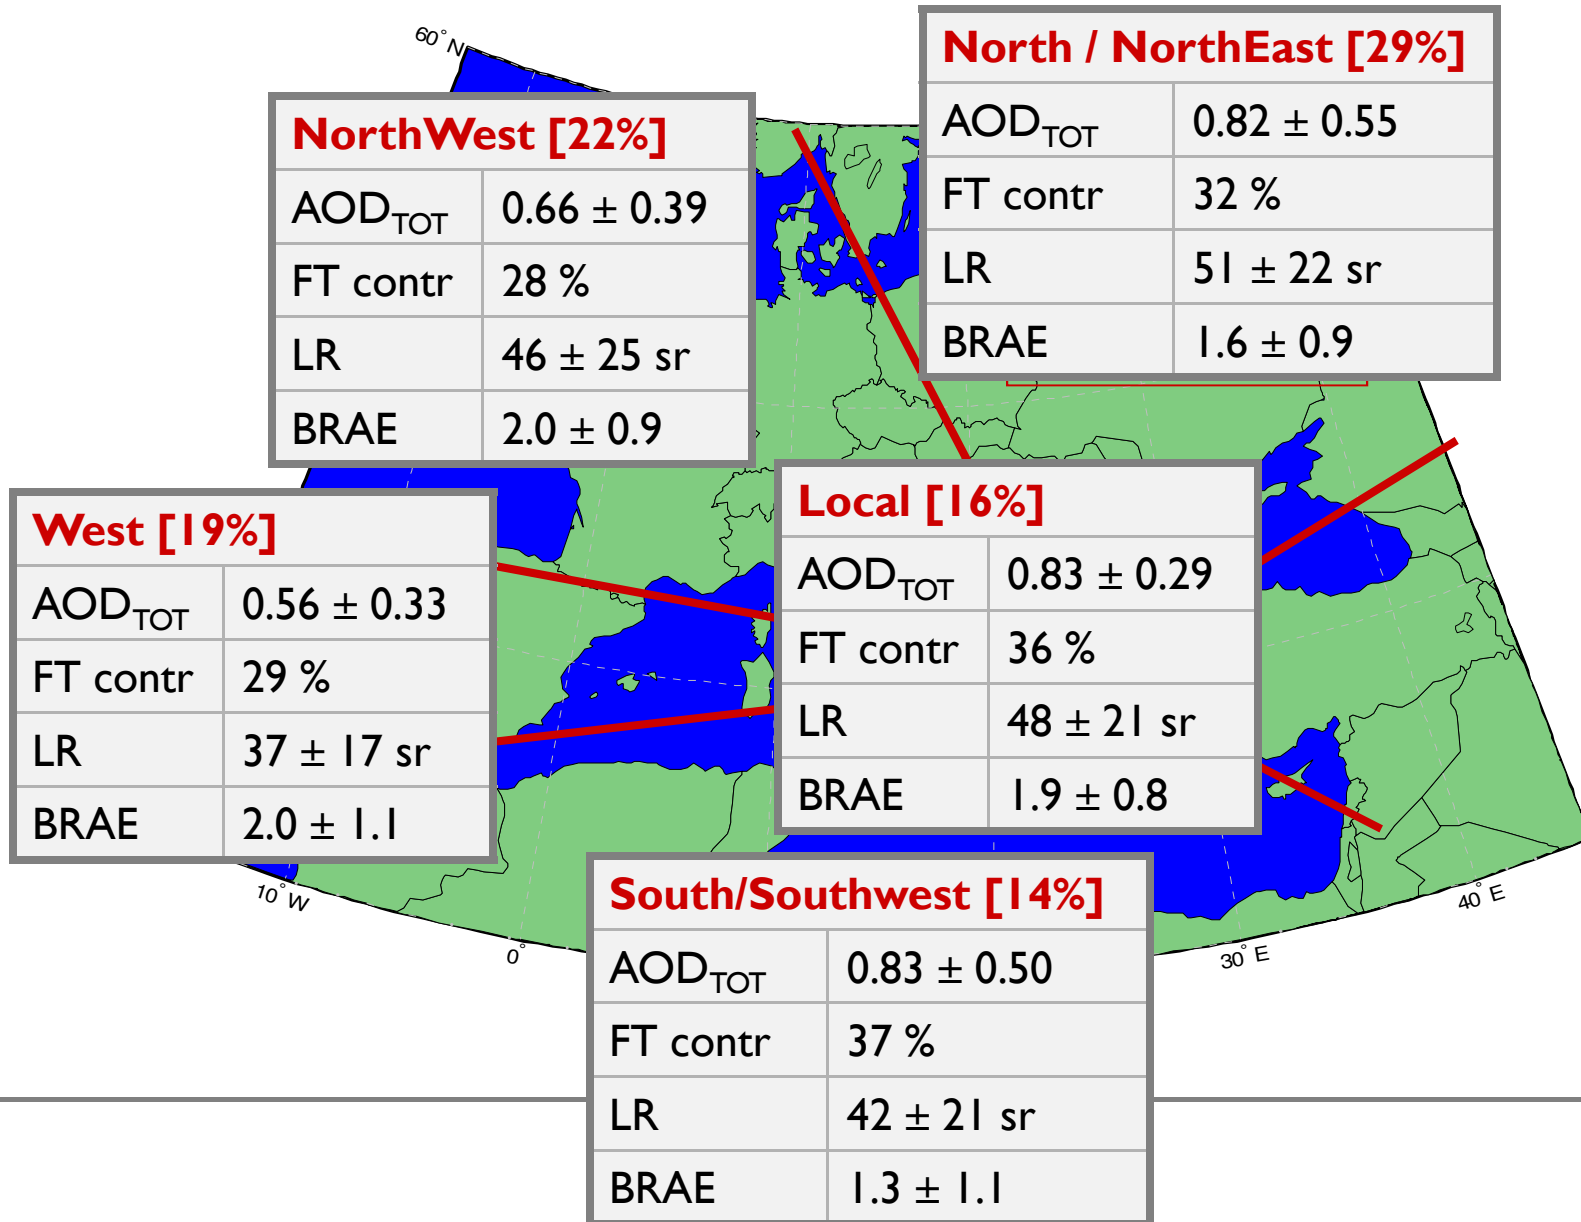 60° N
North / NorthEast [29%]
AOD_TOT 0.82 ± 0.55
FT contr 32 %
LR 51 ± 22 sr
BRAE 1.6 ± 0.9
NorthWest [22%]
AOD_TOT 0.66 ± 0.39
FT contr 28 %
LR 46 ± 25 sr
BRAE 2.0 ± 0.9
West [19%]
AOD_TOT 0.56 ± 0.33
FT contr 29 %
LR 37 ± 17 sr
BRAE 2.0 ± 1.1
Local [16%]
AOD_TOT 0.83 ± 0.29
FT contr 36 %
LR 48 ± 21 sr
BRAE 1.9 ± 0.8
South/Southwest [14%]
AOD_TOT 0.83 ± 0.50
FT contr 37 %
LR 42 ± 21 sr
BRAE 1.3 ± 1.1
10° W
0°
30° E
40° E